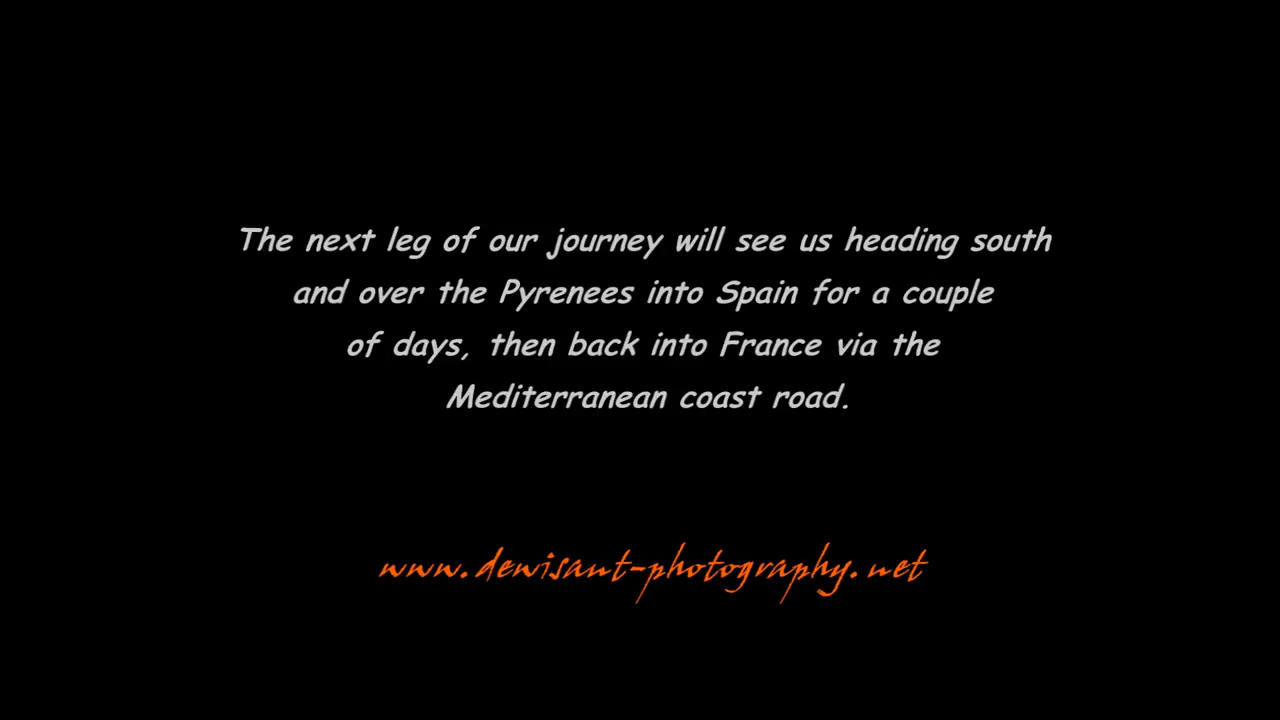 The next leg of our journey will see us heading south
and over the Pyrenees into Spain for a couple
of days, then back into France via the
Mediterranean coast road.
www.dewisant-photography.net